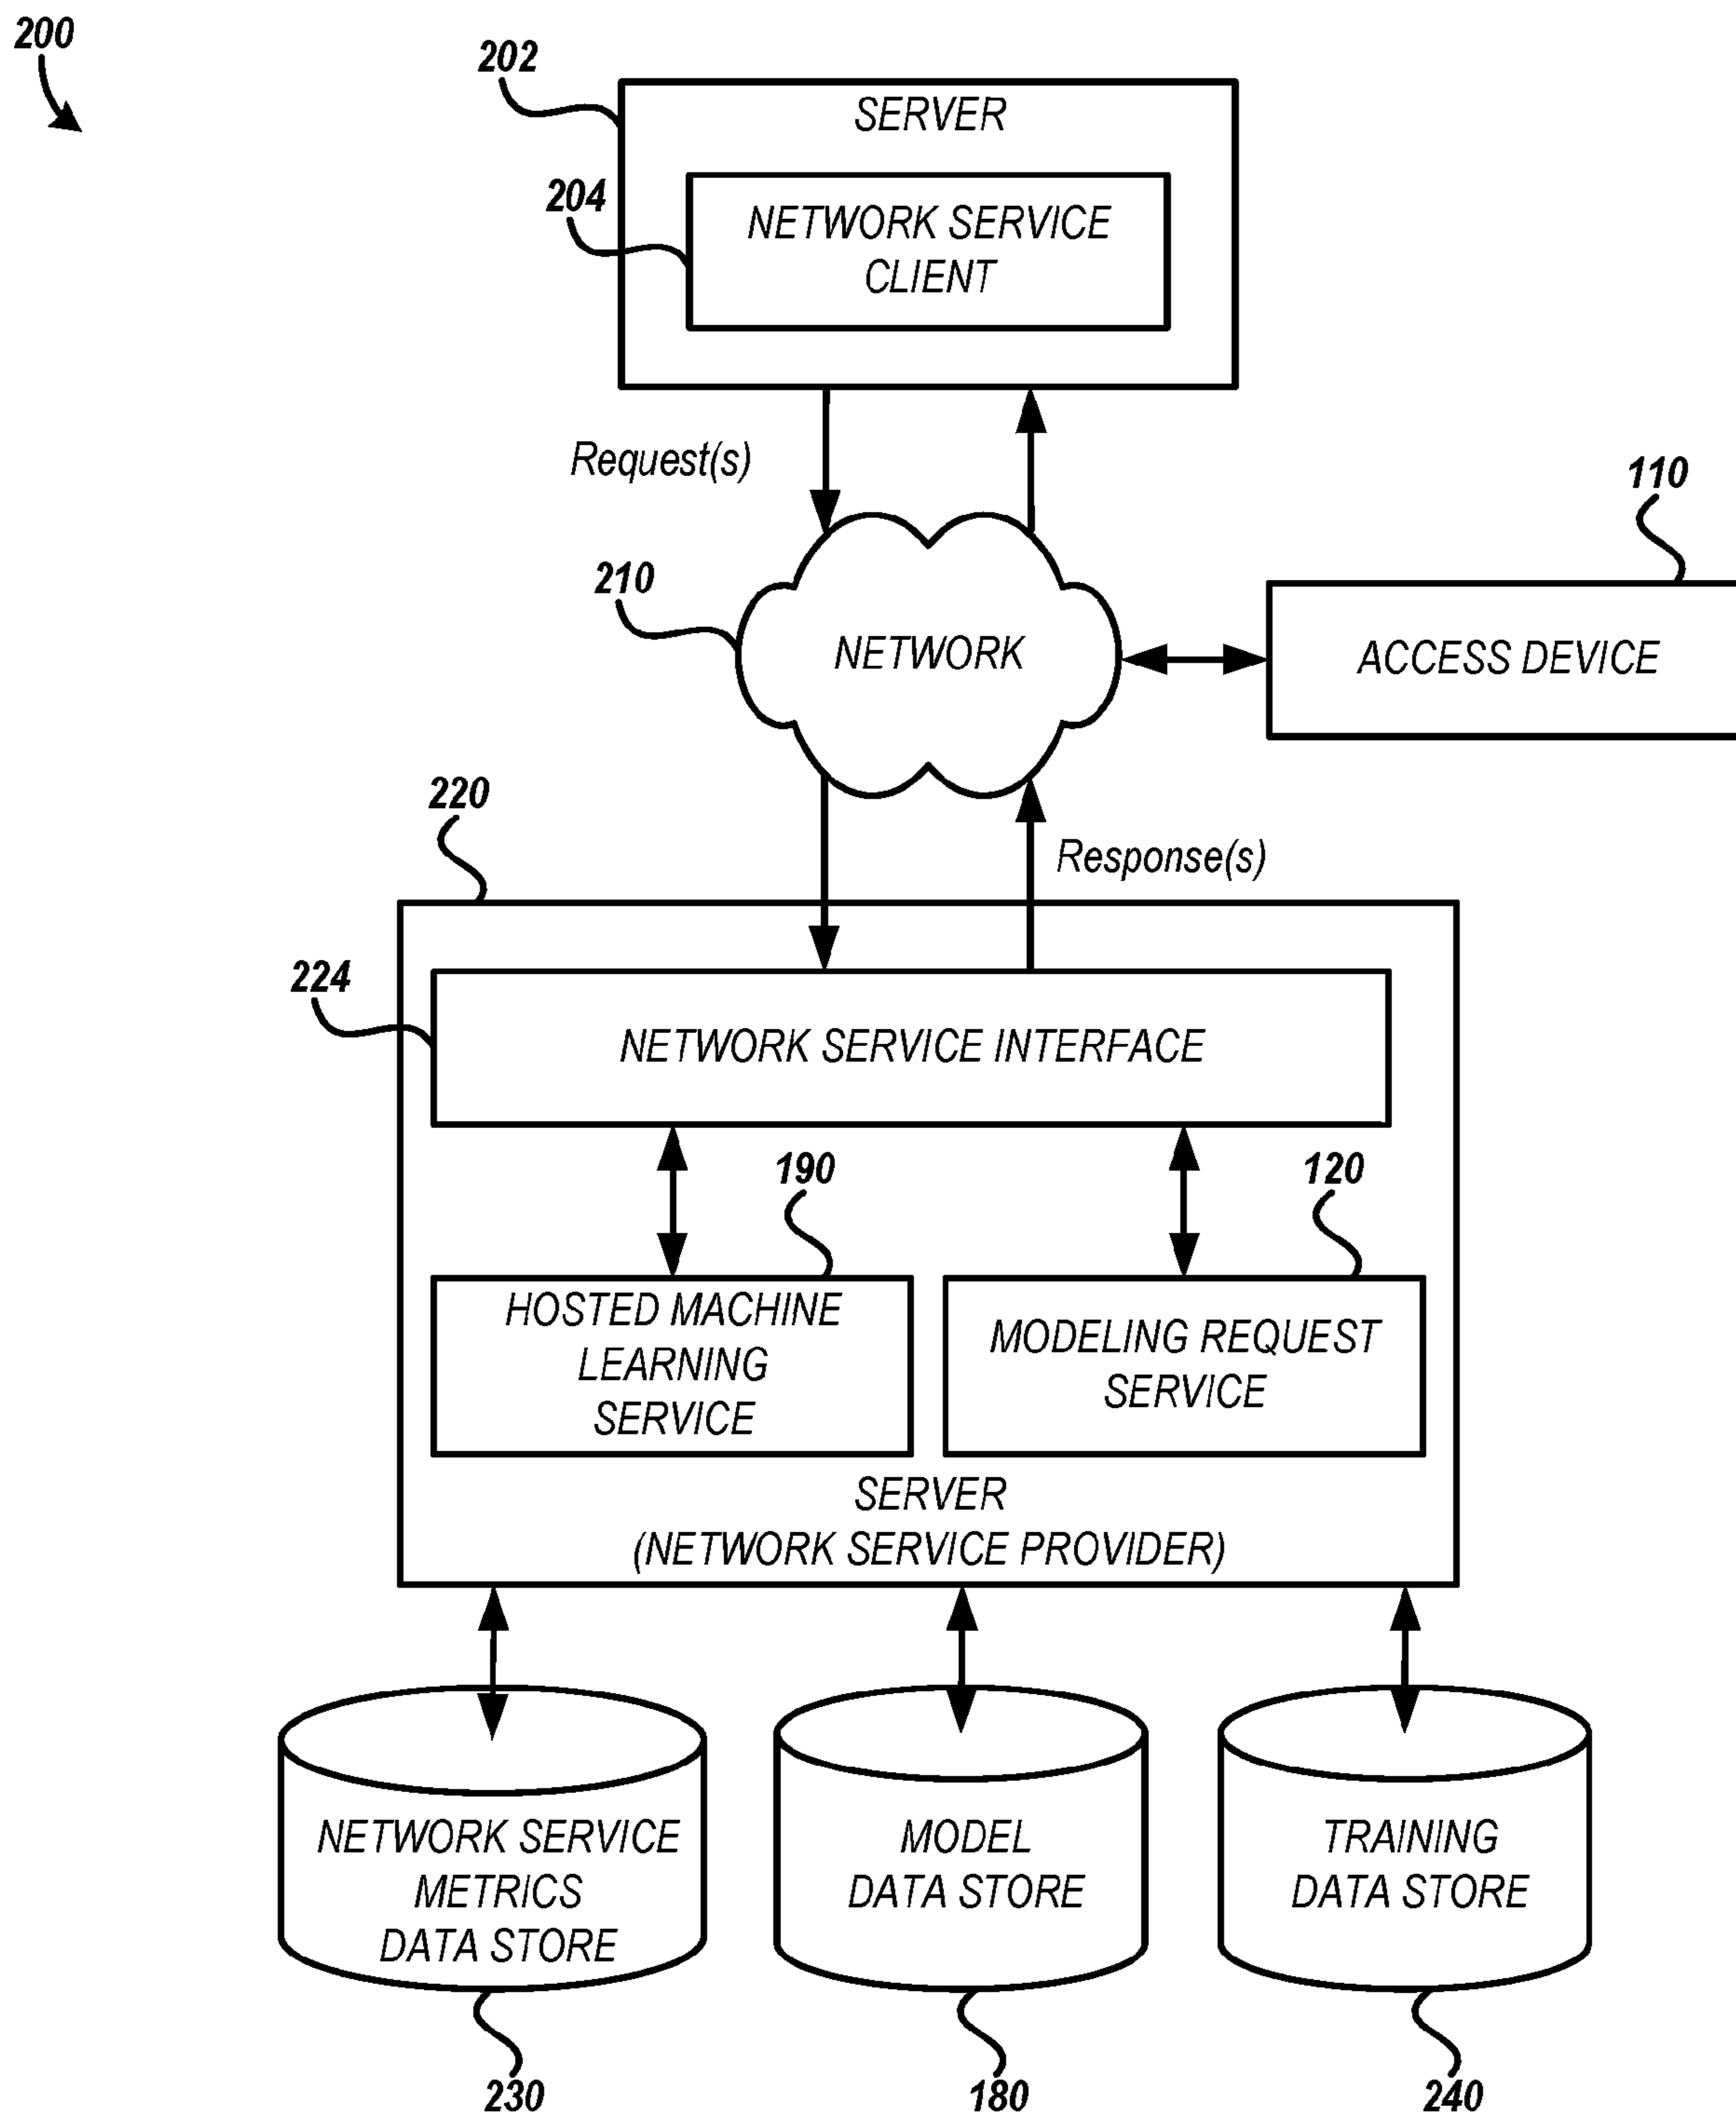 200
202
SERVER
204
NETWORK SERVICE
CLIENT
Request(s)
110
210
NETWORK
ACCESS DEVICE
220
Response(s)
224
NETWORK SERVICE INTERFACE
190
120
HOSTED MACHINE
LEARNING
SERVICE
MODELING REQUEST
SERVICE
SERVER
(NETWORK SERVICE PROVIDER)
NETWORK SERVICE
METRICS
DATA STORE
MODEL
DATA STORE
TRAINING
DATA STORE
230
180
240